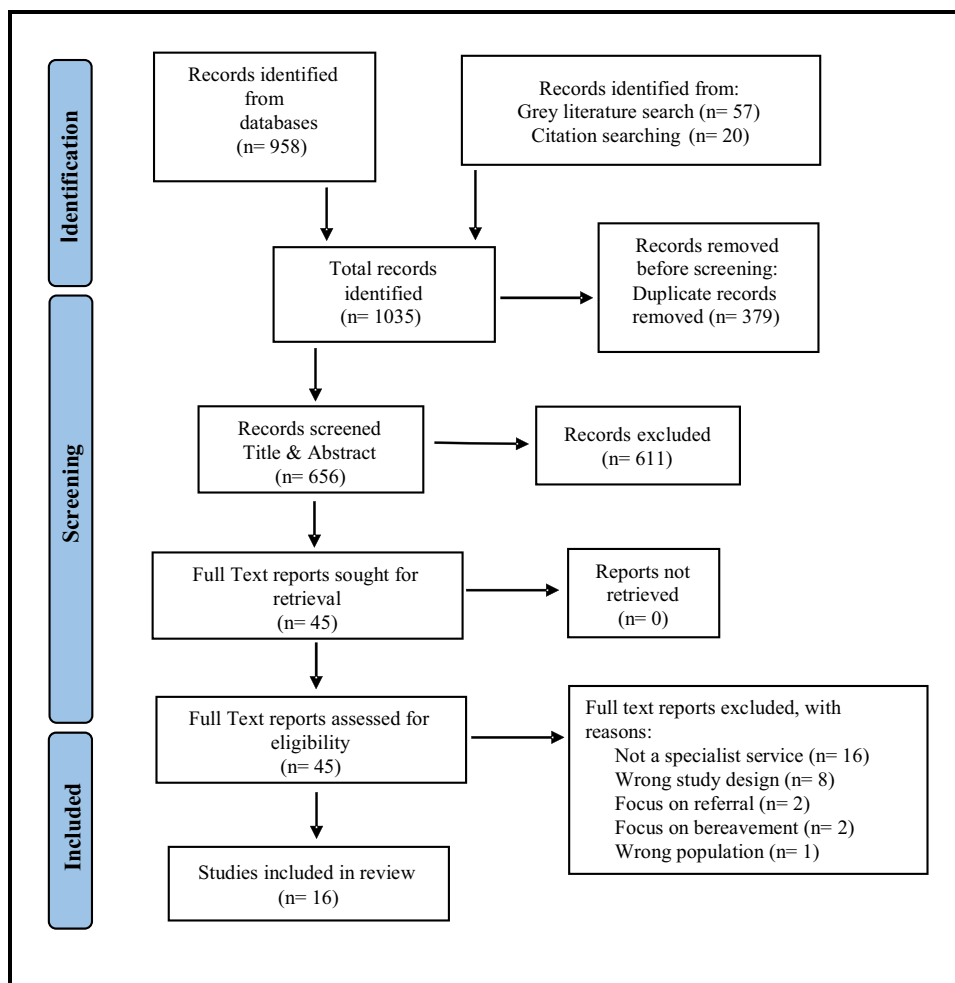 Identification
Records identified
from
databases
(n= 958)
Records identified from:
Grey literature search (n= 57)
Citation searching (n= 20)
Total records
identified
(n= 1035)
Records removed
before screening:
Duplicate records
removed (n= 379)
Screening
Records screened
Title & Abstract
(n= 656)
Records excluded
(n= 611)
Full Text reports sought for
retrieval
(n= 45)
Reports not
retrieved
(n= 0)
Full Text reports assessed for
eligibility
(n= 45)
Full text reports excluded, with
reasons:
Not a specialist service (n= 16)
Wrong study design (n= 8)
Focus on referral (n= 2)
Focus on bereavement (n= 2)
Wrong population (n= 1)
Included
Studies included in review
(n= 16)